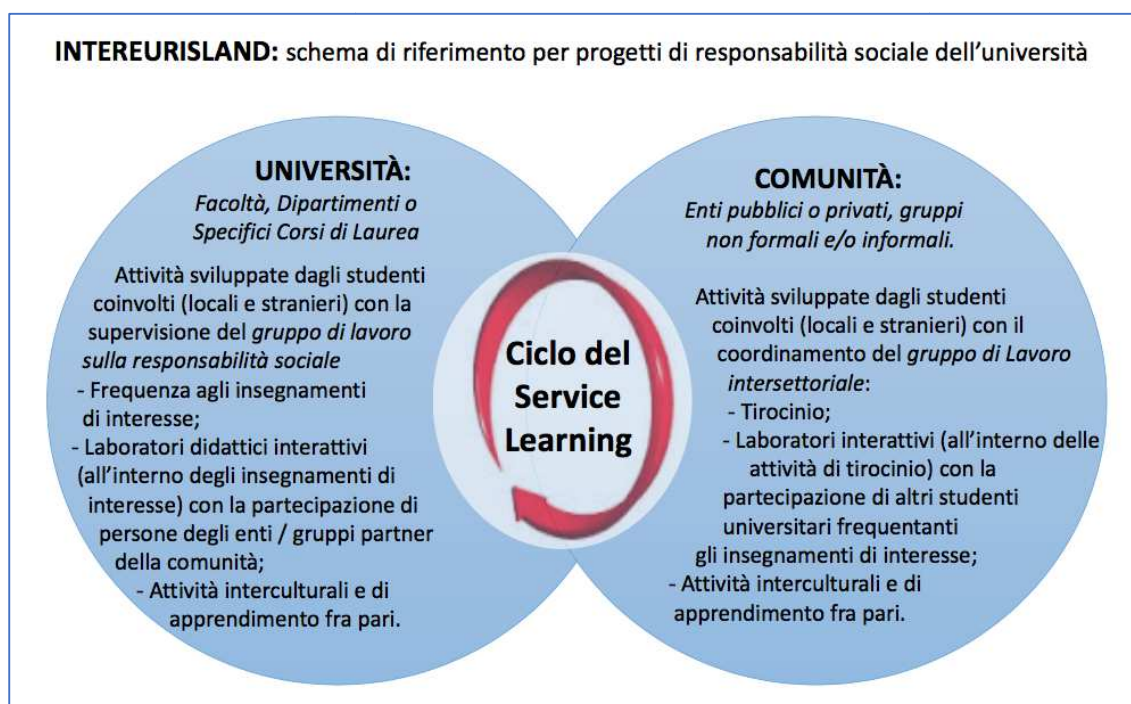 INTEREURISLAND: schema di riferimento per progetti di responsabilità sociale dell’università
UNIVERSITÀ:
Facoltà, Dipartimenti o
Specifici Corsi di Laurea
Attività sviluppate dagli studenti
coinvolti (locali e stranieri) con la
supervisione del gruppo di lavoro
sulla responsabilità sociale
- Frequenza agli insegnamenti
di interesse;
- Laboratori didattici interattivi
(all’interno degli insegnamenti di
interesse) con la partecipazione di
persone degli enti / gruppi partner
della comunità;
- Attività interculturali e di
apprendimento fra pari.
Ciclo del
Service
Learning
COMUNITÀ:
Enti pubblici o privati, gruppi
non formali e/o informali.
Attività sviluppate dagli studenti
coinvolti (locali e stranieri) con il
coordinamento del gruppo di Lavoro
intersettoriale:
- Tirocinio;
- Laboratori interattivi (all’interno delle
attività di tirocinio) con la
partecipazione di altri studenti
universitari frequentanti
gli insegnamenti di interesse;
- Attività interculturali e di
apprendimento fra pari.